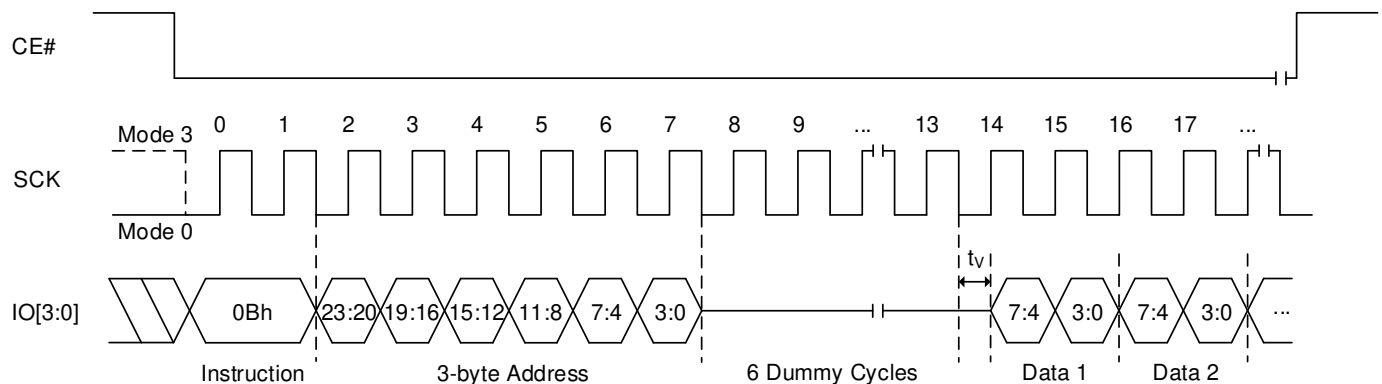 CE#
0 1 2 3 4 5 6 7 8 9 ... 13 14 15 16 17 ...
Mode 3
SCK
Mode 0
tV
IO[3:0] 0Bh 23:20 19:16 15:12 11:8 7:4 3:0 7:4 3:0 7:4 3:0 ...
Instruction 3-byte Address 6 Dummy Cycles Data 1 Data 2